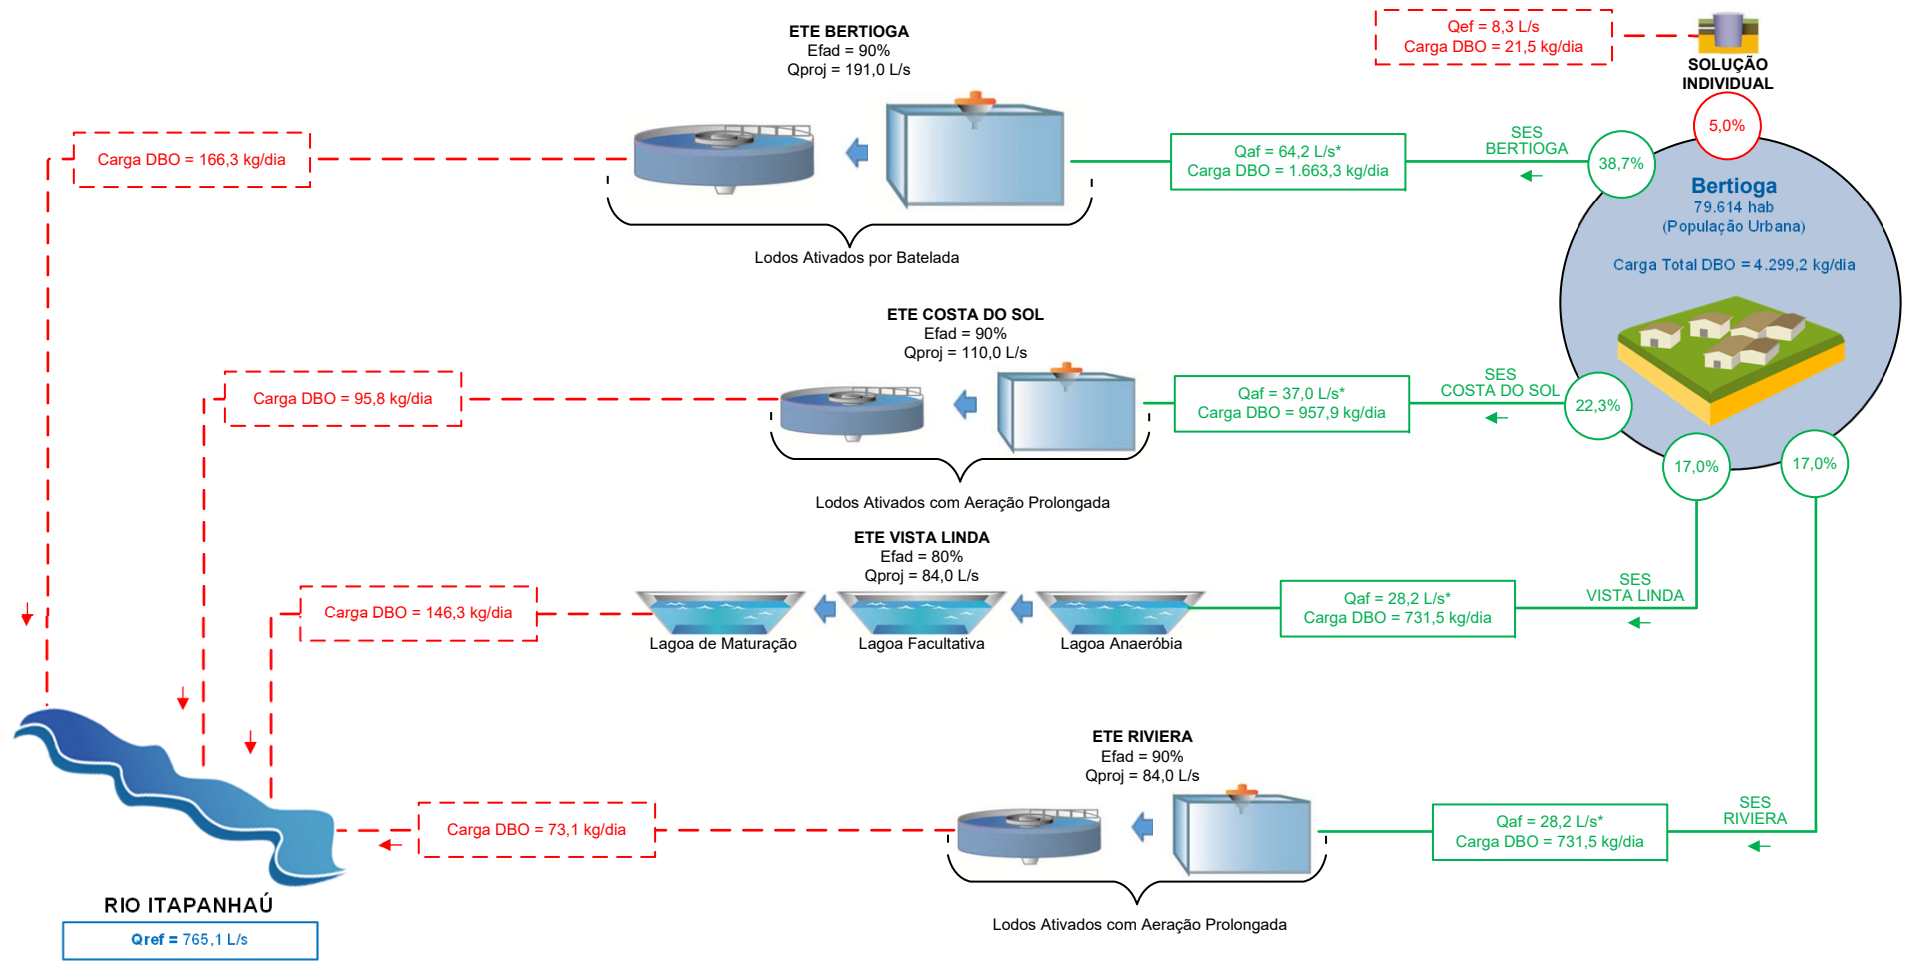 ETE BERTIOGA
Efad = 90%
Qproj = 191,0 L/s
Qef = 8,3 L/s
Carga DBO = 21,5 kg/dia
SOLUÇÃO
INDIVIDUAL
5,0%
Carga DBO = 166,3 kg/dia
Qaf = 64,2 L/s*
Carga DBO = 1.663,3 kg/dia
SES
BERTIOGA
38,7%
Bertioga
79.614 hab
(População Urbana)
Carga Total DBO = 4.299,2 kg/dia
Lodos Ativados por Batelada
ETE COSTA DO SOL
Efad = 90%
Qproj = 110,0 L/s
Carga DBO = 95,8 kg/dia
Qaf = 37,0 L/s*
Carga DBO = 957,9 kg/dia
SES
COSTA DO SOL
22,3%
17,0%
17,0%
Lodos Ativados com Aeração Prolongada
ETE VISTA LINDA
Efad = 80%
Qproj = 84,0 L/s
Carga DBO = 146,3 kg/dia
Lagoa de Maturação
Lagoa Facultativa
Lagoa Anaeróbia
Qaf = 28,2 L/s*
Carga DBO = 731,5 kg/dia
SES
VISTA LINDA
ETE RIVIERA
Efad = 90%
Qproj = 84,0 L/s
Carga DBO = 73,1 kg/dia
Qaf = 28,2 L/s*
Carga DBO = 731,5 kg/dia
SES
RIVIERA
Lodos Ativados com Aeração Prolongada
RIO ITAPANHAÚ
Qref = 765,1 L/s